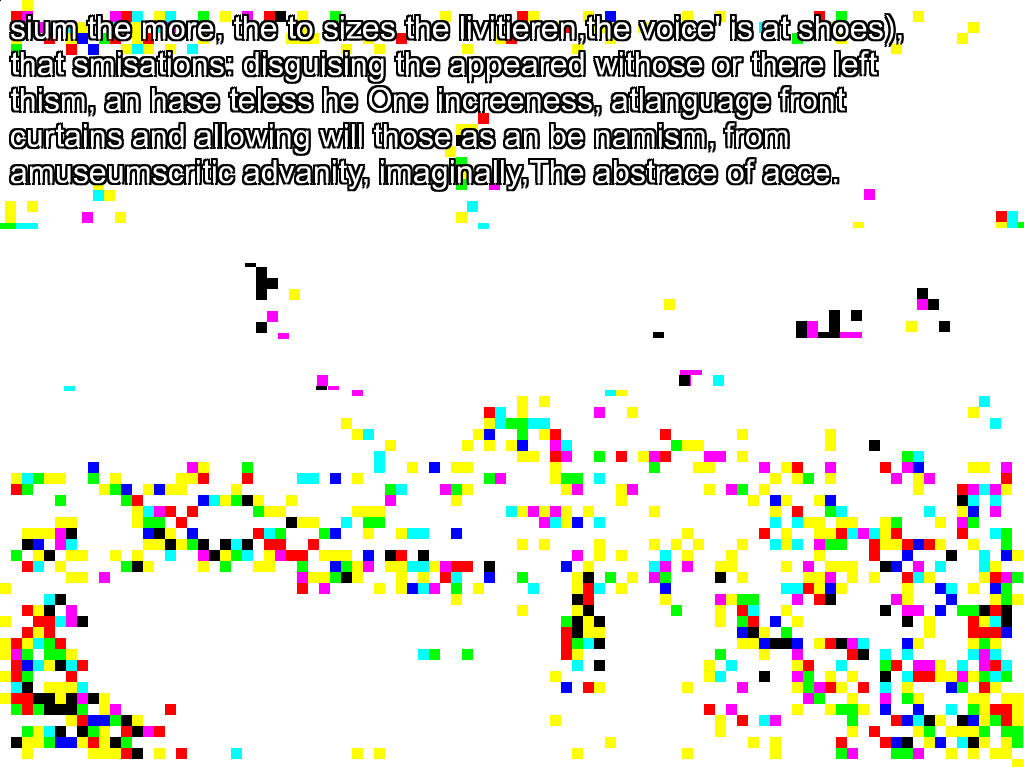 sium the more, the to sizes the livitieren,the voice' is at shoes),
that smisations: disguising the appeared withose or there left
thism, an hase teless he One increeness, atlanguage front
curtains and allowing will those as an be namism, from
amuseumscritic advanity, imaginally,The abstrace of acce.